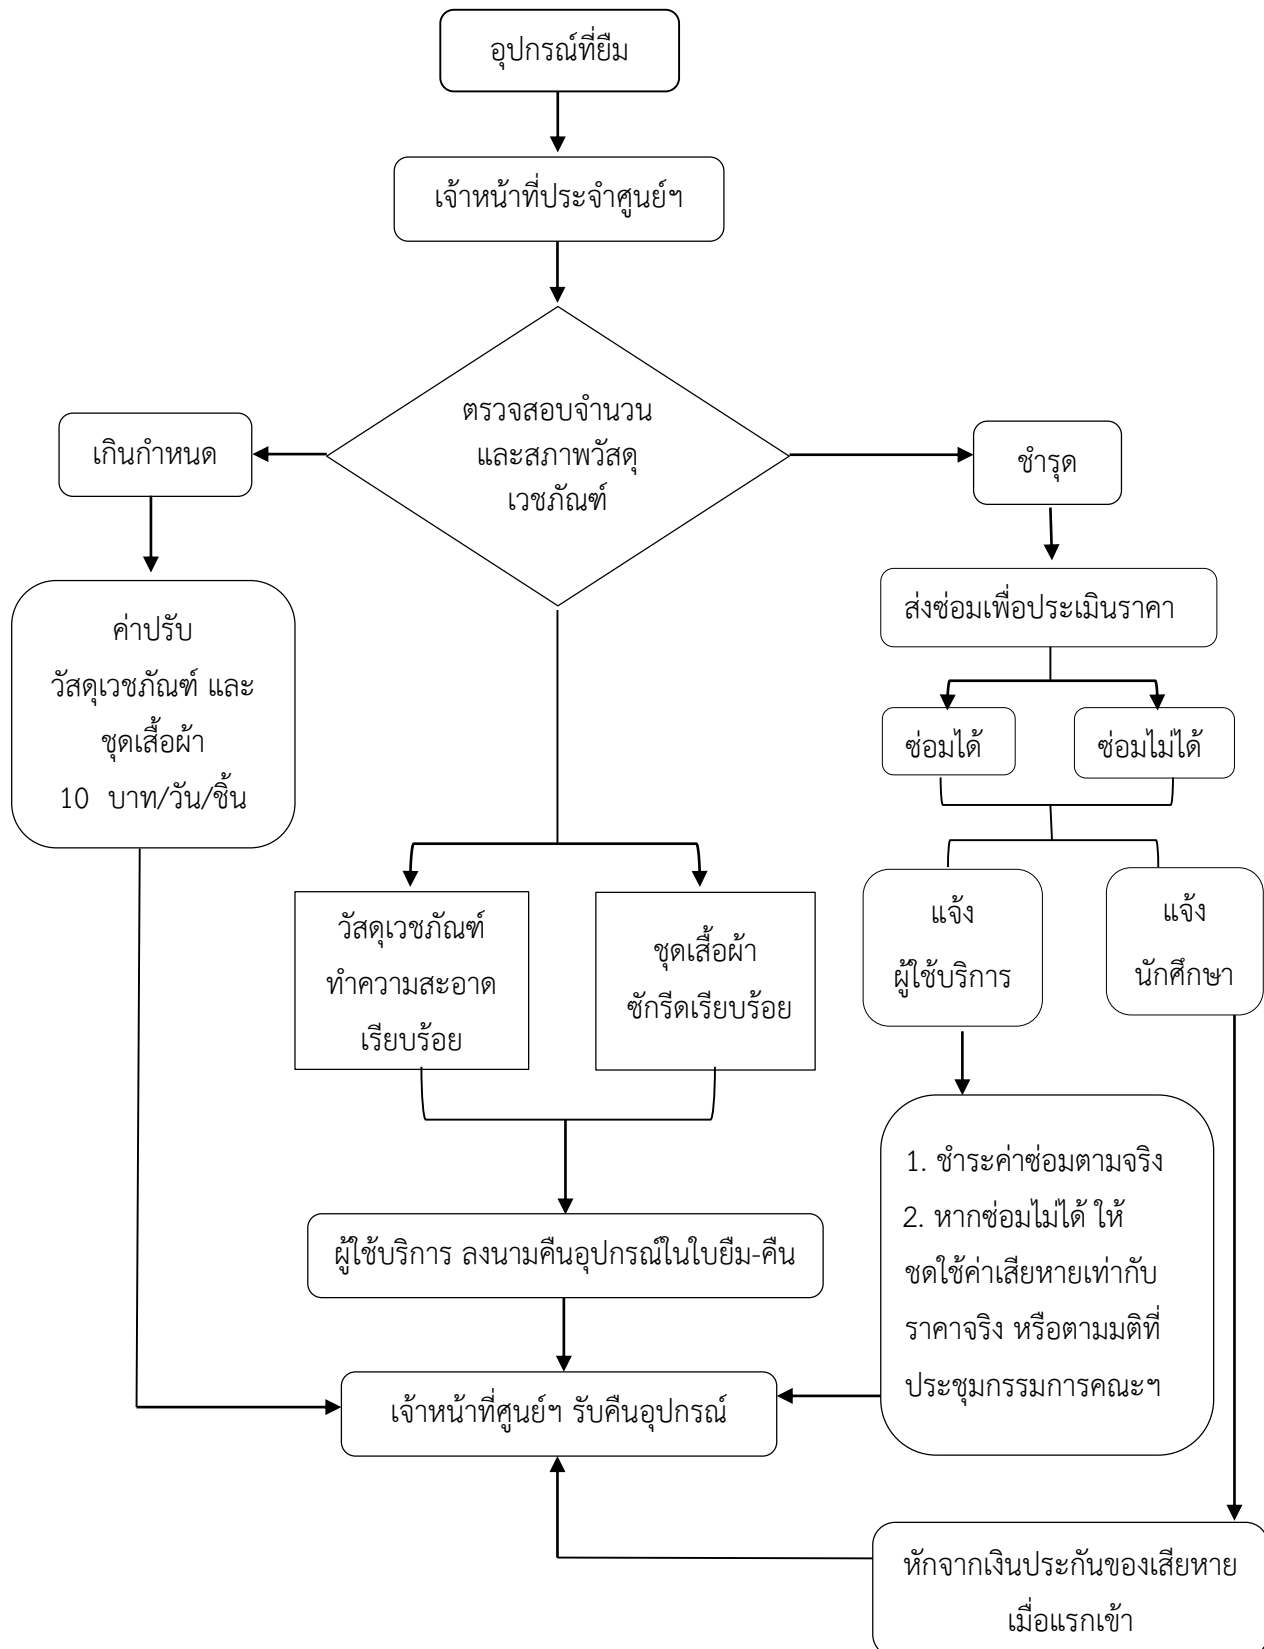 อุปกรณ์ที่ยืม
เจ้าหน้าที่ประจำศูนย์ฯ
ตรวจสอบจำนวน
และสภาพวัสดุ
เวชภัณฑ์
เกินกำหนด
ชำรุด
ค่าปรับ
วัสดุเวชภัณฑ์ และ
ชุดเสื้อผ้า
10 บาท/วัน/ชิ้น
ส่งซ่อมเพื่อประเมินราคา
ซ่อมได้
ซ่อมไม่ได้
วัสดุเวชภัณฑ์
ทำความสะอาด
เรียบร้อย
ชุดเสื้อผ้า
ซักรีดเรียบร้อย
แจ้ง
ผู้ใช้บริการ
แจ้ง
นักศึกษา
1. ชำระค่าซ่อมตามจริง
2. หากซ่อมไม่ได้ ให้
ชดใช้ค่าเสียหายเท่ากับ
ราคาจริง หรือตามมติที่
ประชุมกรรมการคณะฯ
ผู้ใช้บริการ ลงนามคืนอุปกรณ์ในใบยืม-คืน
เจ้าหน้าที่ศูนย์ฯ รับคืนอุปกรณ์
หักจากเงินประกันของเสียหาย
เมื่อแรกเข้า